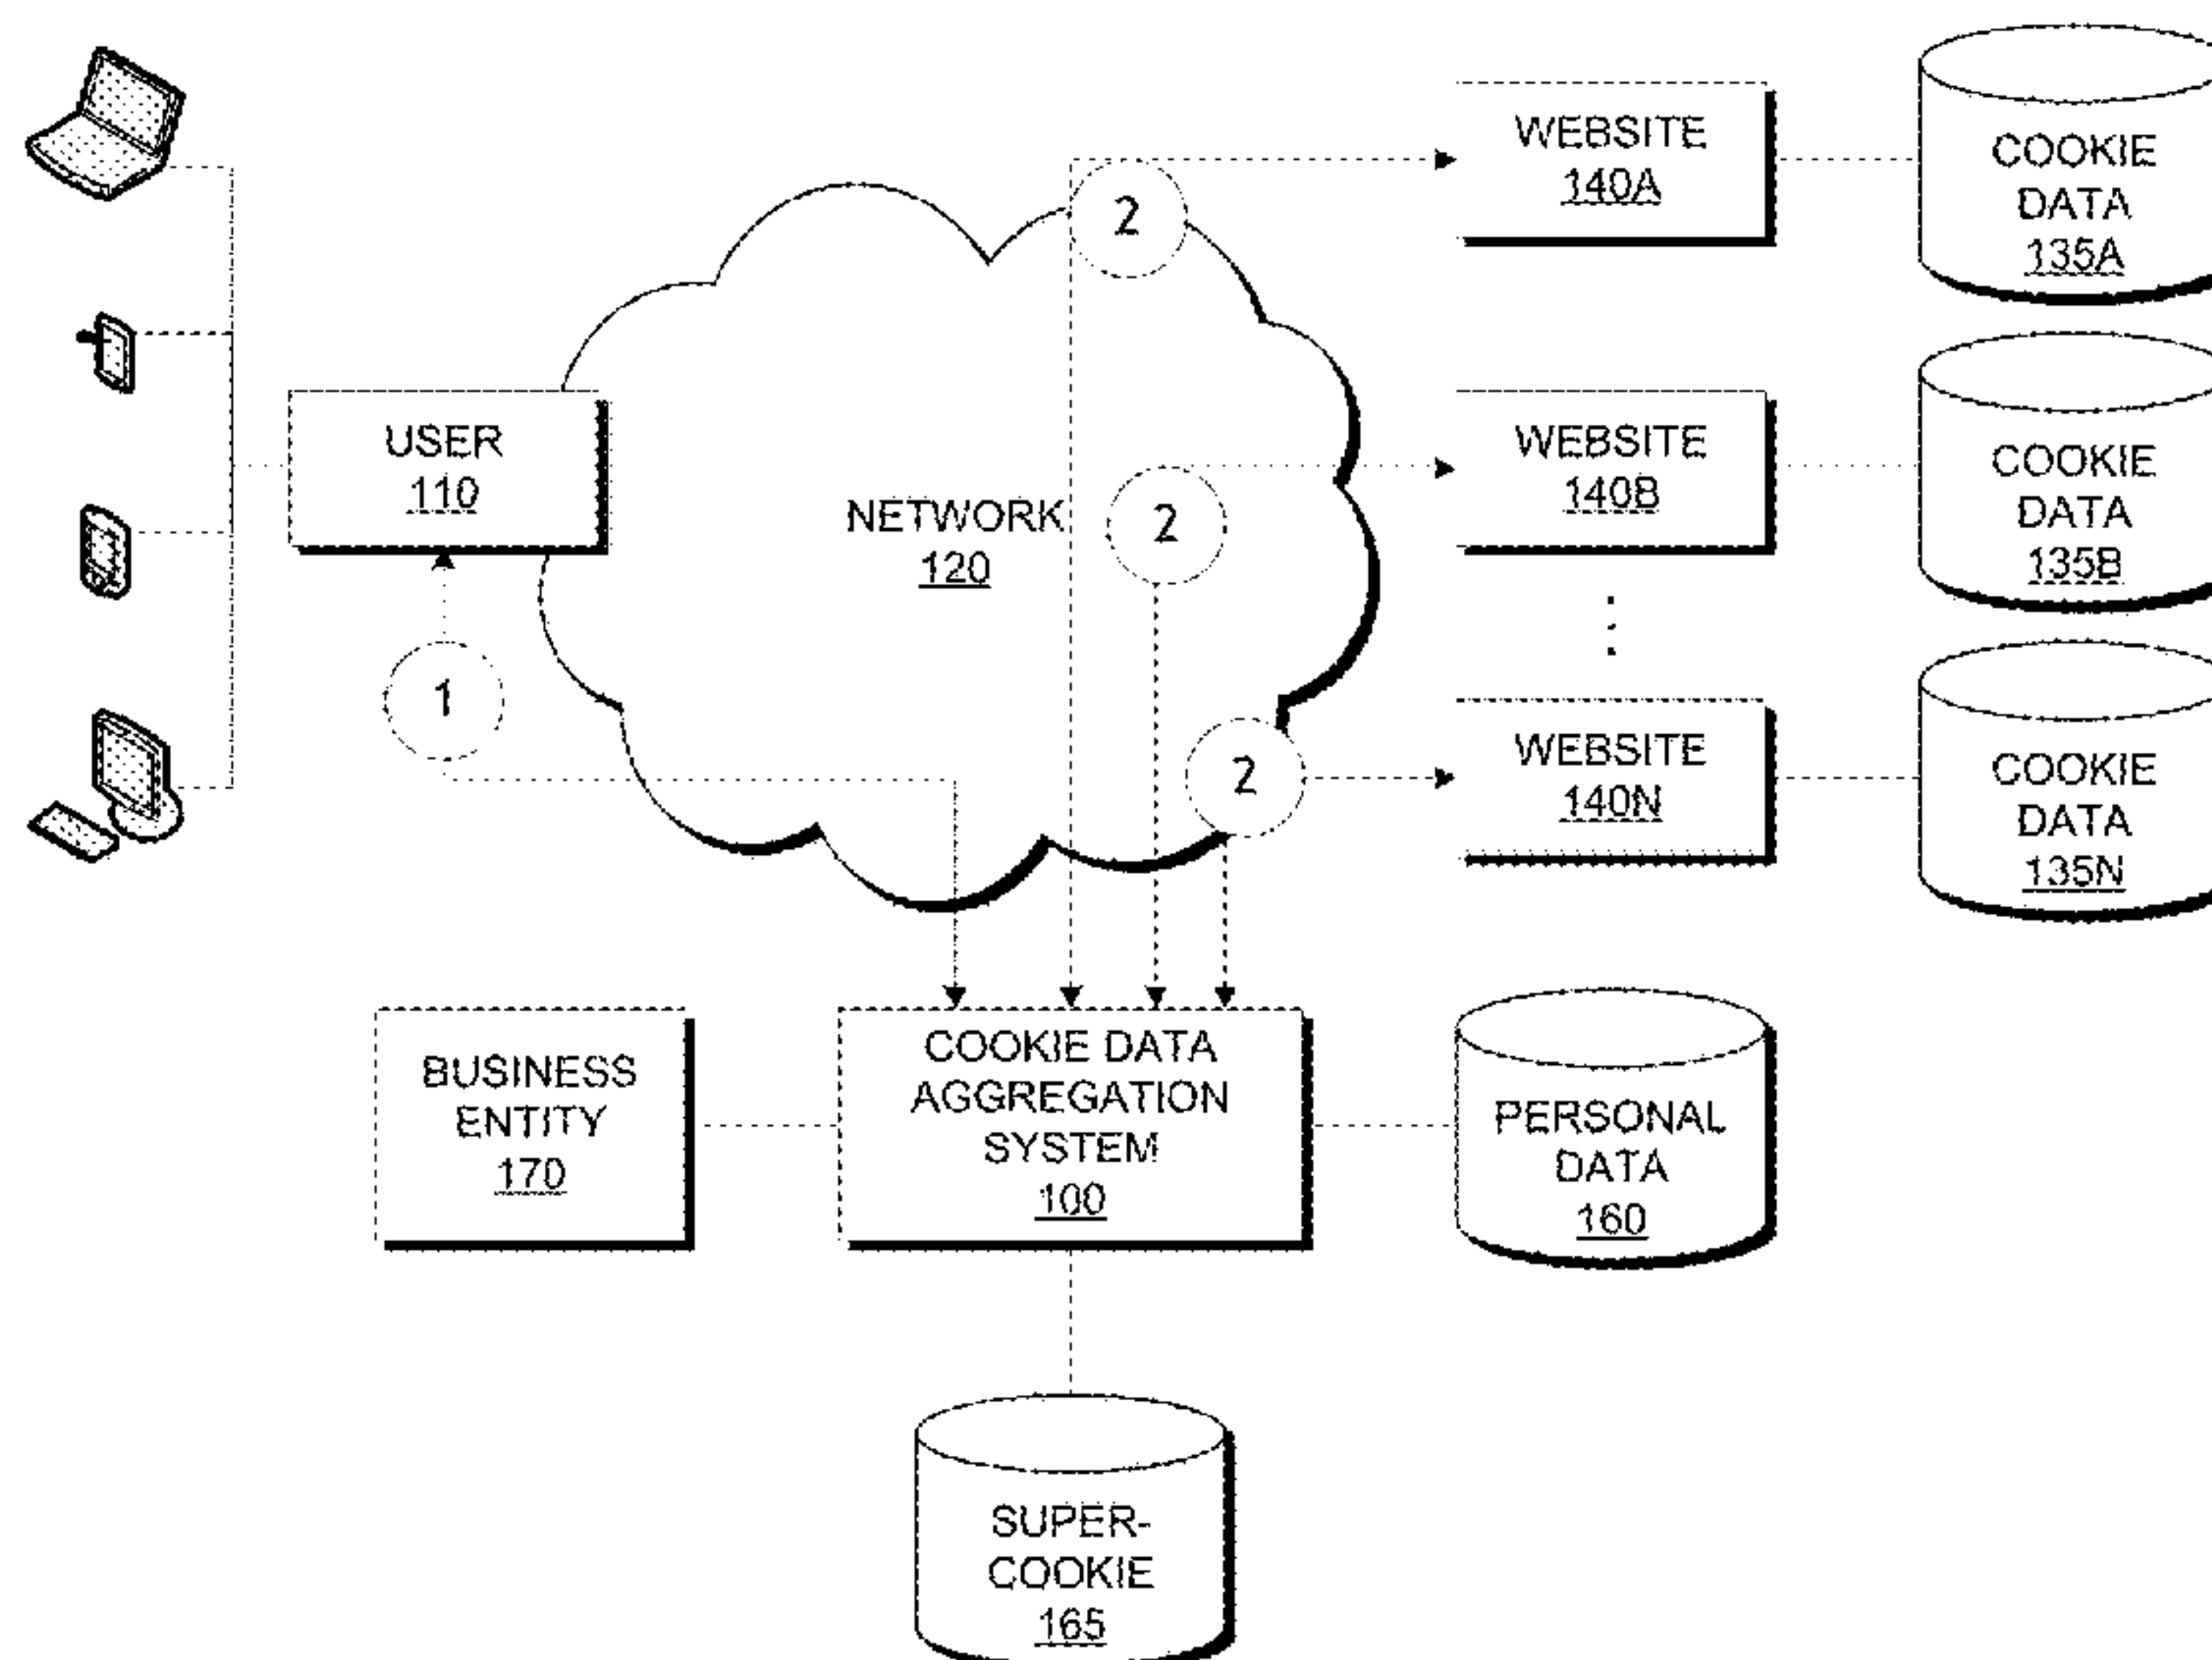 WEBSITE
140A
COOKIE
DATA
135A
2
USER
110
NETWORK
120
2
WEBSITE
140B
COOKIE
DATA
135B
1
2
WEBSITE
140N
COOKIE
DATA
135N
BUSINESS
ENTITY
170
COOKIE DATA
AGGREGATION
SYSTEM
100
PERSONAL
DATA
160
SUPER-
COOKIE
165